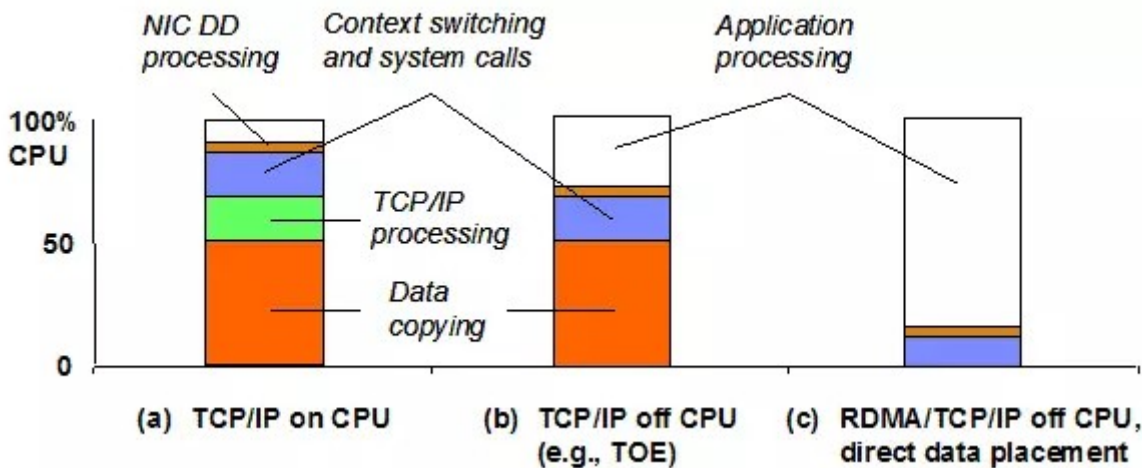 NIC DD
processing
Context switching
and system calls
Application
processing
100%
CPU
TCP/IP
processing
50
Data
copying
0
(a) TCP/IP on CPU
(b) TCP/IP off CPU
(e.g., TOE)
(c) RDMA/TCP/IP off CPU,
direct data placement